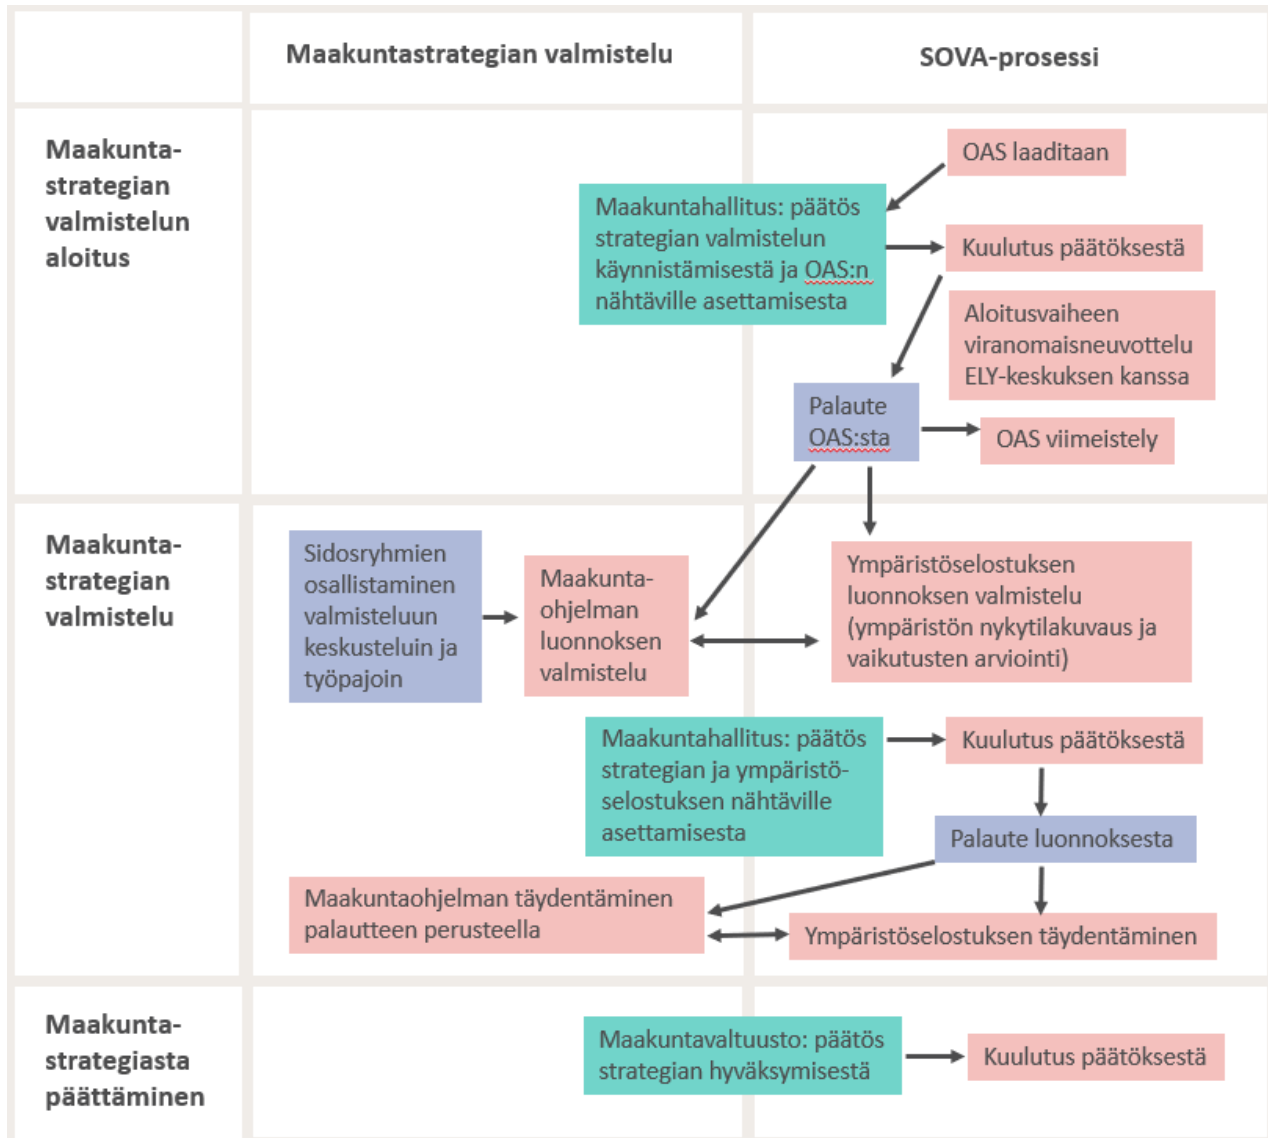 Maakuntastrategian valmistelu
SOVA-prosessi
Maakunta-
strategian
valmistelun
aloitus
OAS laaditaan
Maakuntahallitus: päätös
strategian valmistelun
käynnistämisestä ja OAS:n
nähtäville asettamisesta
Kuulutus päätöksestä
Aloitusvaiheen
viranomaisneuvottelu
ELY-keskuksen kanssa
Palaute
OAS:sta
OAS viimeistely
Maakunta-
strategian
valmistelu
Sidosryhmien
osallistaminen
valmisteluun
keskusteluin ja
työpajoin
Maakunta-
ohjelman
luonnoksen
valmistelu
Ympäristöselostuksen
luonnoksen valmistelu
(ympäristön nykytilakuvaus ja
vaikutusten arviointi)
Maakuntahallitus: päätös
strategian ja ympäristö-
selostuksen nähtäville
asettamisesta
Kuulutus päätöksestä
Palaute luonnoksesta
Maakuntaohjelman täydentäminen
palautteen perusteella
Ympäristöselostuksen täydentäminen
Maakunta-
strategiasta
päättäminen
Maakuntavaltuusto: päätös
strategian hyväksymisestä
Kuulutus päätöksestä